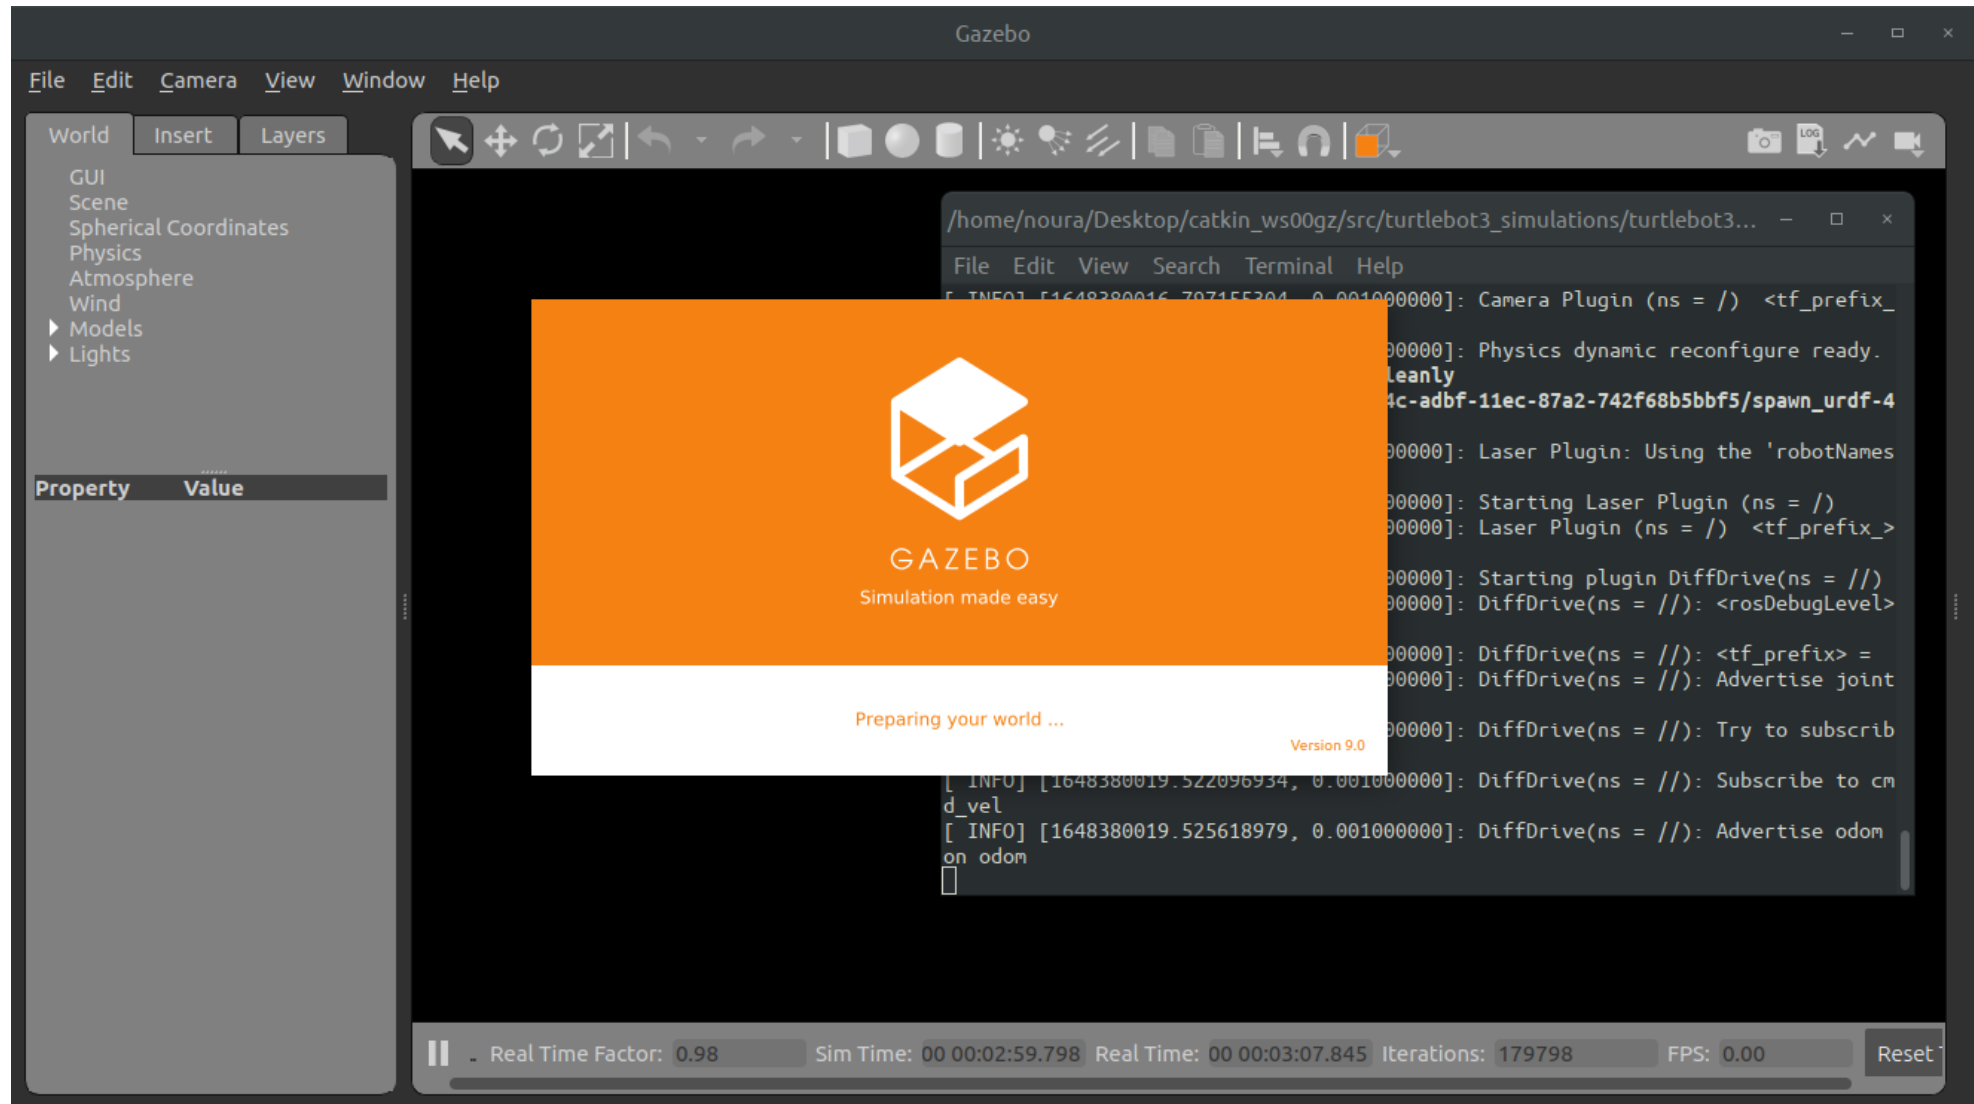 Gazebo
File Edit Camera View Window Help
World Insert Layers
GUI
Scene
Spherical Coordinates
Physics
Atmosphere
Wind
Models
Lights
Property Value
LOG
/home/noura/Desktop/catkin_ws00gz/src/turtlebot3_simulations/turtlebot3...
File Edit View Search Terminal Help
[ INFO] [1648380016.797155304, 0.001000000]: Camera Plugin (ns = /) <tf_prefix_
00000]: Physics dynamic reconfigure ready.
leanly
4c-adbf-11ec-87a2-742f68b5bbf5/spawn_urdf-4
00000]: Laser Plugin: Using the 'robotNames
00000]: Starting Laser Plugin (ns = /)
00000]: Laser Plugin (ns = /) <tf_prefix_>
00000]: Starting plugin DiffDrive(ns = //)
00000]: DiffDrive(ns = //): <rosDebugLevel>
00000]: DiffDrive(ns = //): <tf_prefix> =
00000]: DiffDrive(ns = //): Advertise joint
00000]: DiffDrive(ns = //): Try to subscrib
[ INFO] [1648380019.522096934, 0.001000000]: DiffDrive(ns = //): Subscribe to cm
d_vel
[ INFO] [1648380019.525618979, 0.001000000]: DiffDrive(ns = //): Advertise odom
on odom
GAZEBO
Simulation made easy
Preparing your world ...
Version 9.0
Real Time Factor: 0.98 Sim Time: 00 00:02:59.798 Real Time: 00 00:03:07.845 Iterations: 179798 FPS: 0.00 Reset